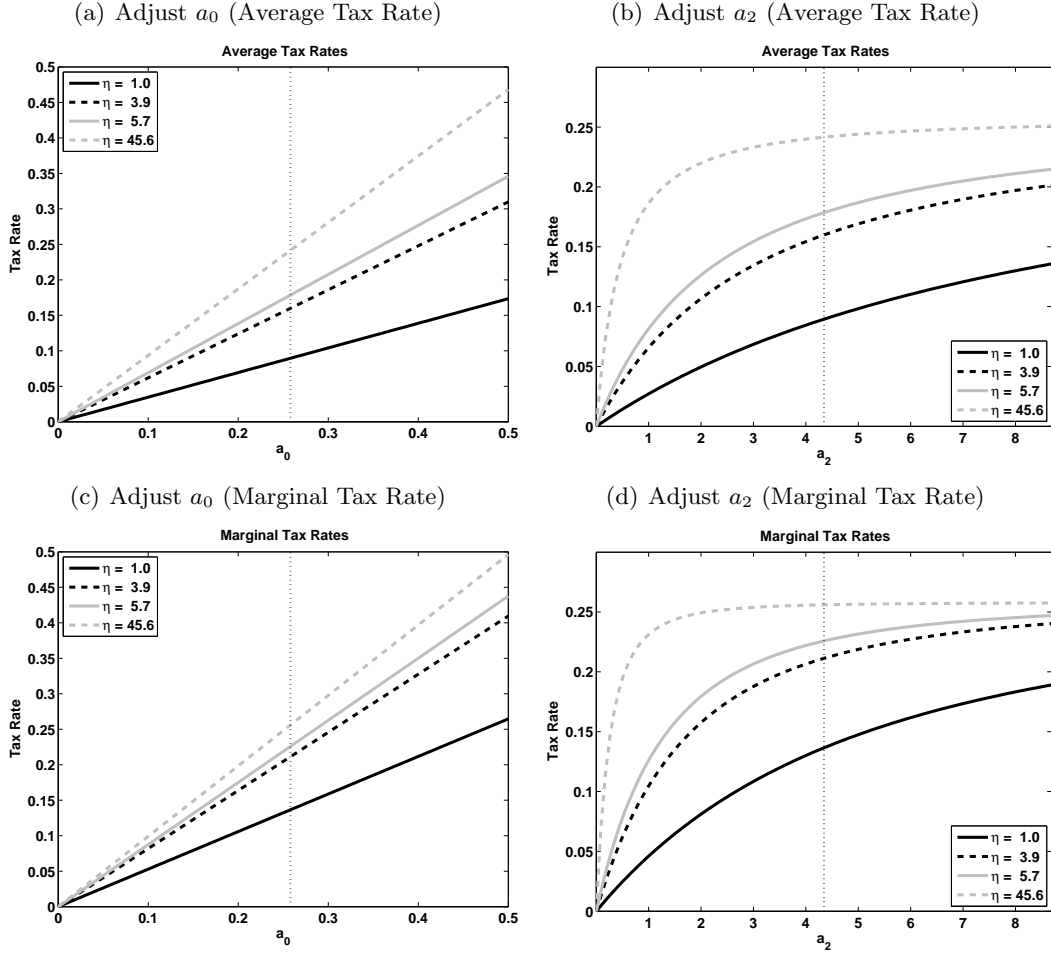 (a) Adjust a0 (Average Tax Rate)
Average Tax Rates
0.5
0.45
0.4
0.35
0.3
0.25
0.2
0.15
0.1
0.05
0
Tax Rate
η = 1.0
η = 3.9
η = 5.7
η = 45.6
0 0.1 0.2 0.3 0.4 0.5
a0
(b) Adjust a2 (Average Tax Rate)
Average Tax Rates
0.25
0.2
0.15
0.1
0.05
0
Tax Rate
η = 1.0
η = 3.9
η = 5.7
η = 45.6
1 2 3 4 5 6 7 8
a2
(c) Adjust a0 (Marginal Tax Rate)
Marginal Tax Rates
0.5
0.45
0.4
0.35
0.3
0.25
0.2
0.15
0.1
0.05
0
Tax Rate
η = 1.0
η = 3.9
η = 5.7
η = 45.6
0 0.1 0.2 0.3 0.4 0.5
a0
(d) Adjust a2 (Marginal Tax Rate)
Marginal Tax Rates
0.25
0.2
0.15
0.1
0.05
0
Tax Rate
η = 1.0
η = 3.9
η = 5.7
η = 45.6
1 2 3 4 5 6 7 8
a2